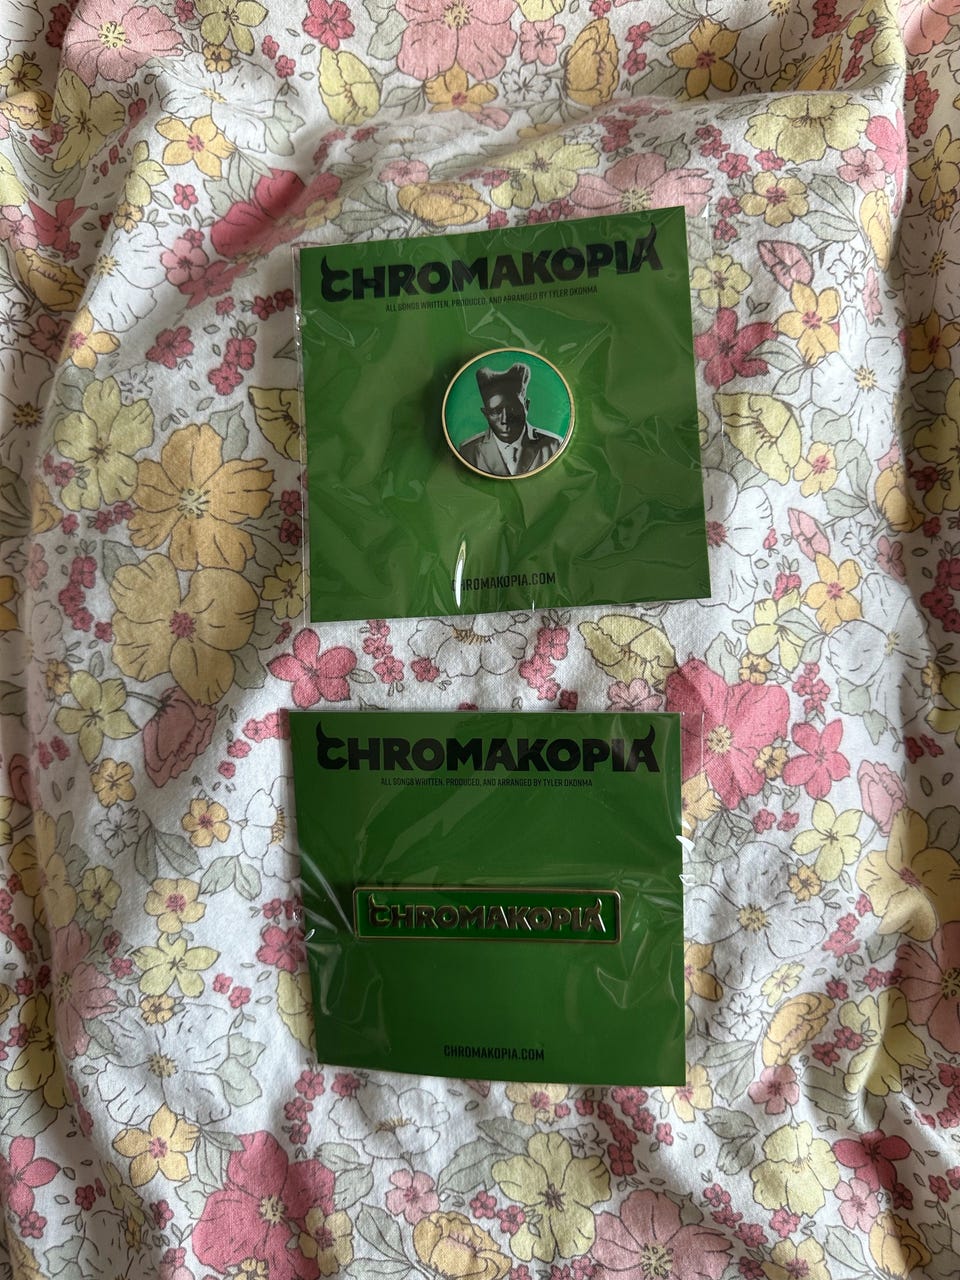 CHROMAKOPIA
ALL SONGS WRITTEN, PRODUCED, AND ARRANGED BY TYLER OKONMA
CHROMAKOPIA.COM
CHROMAKOPIA
ALL SONGS WRITTEN, PRODUCED, AND ARRANGED BY TYLER OKONMA
CHROMAKOPIA
CHROMAKOPIA.COM